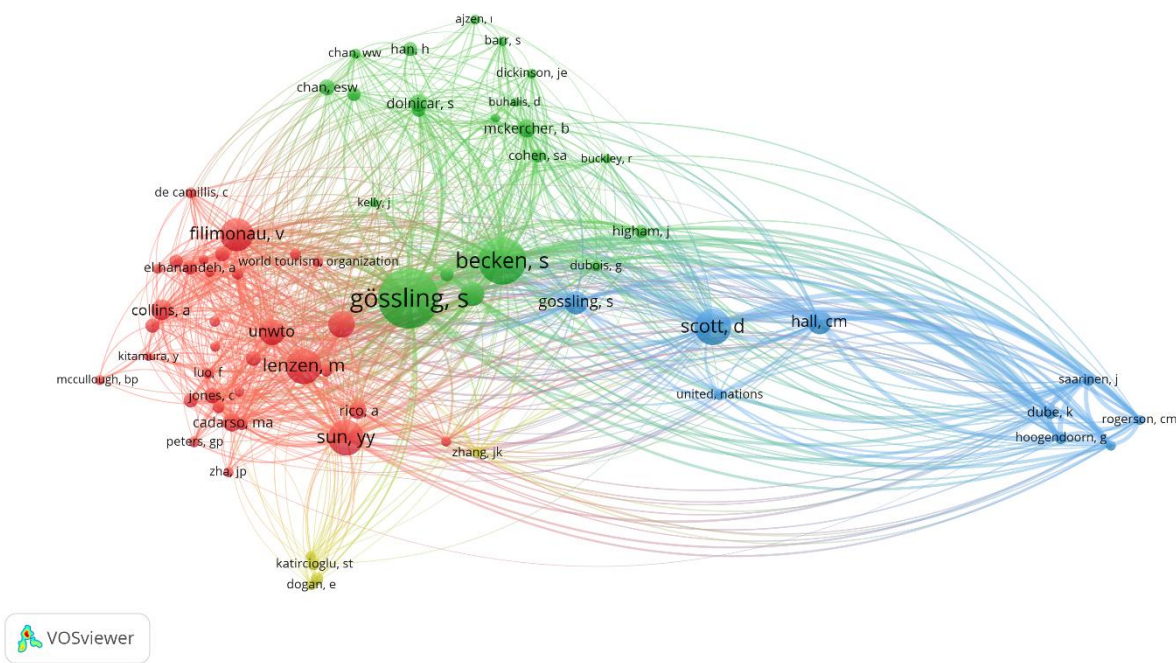 ajzen, i
barr, s
chan, ww
han, h
dickinson, je
chan, esw
dolnicar, s
buhalis, d
mckercher, b
cohen, sa
buckley, r
de camillis, c
kelly, j
filimonau, v
higham, j
world tourism, organization
becken, s
el hanandeh, a
dubois, g
gössling, s
gossling, s
collins, a
scott, d
hall, cm
unwto
kitamura, y
lenzen, m
luo, f
mccullough, bp
saarinen, j
jones, c
united, nations
rico, a
dube, k
cadarso, ma
rogerson, cm
sun, yy
hoogendoorn, g
peters, gp
zhang, jk
zha, jp
katircioglu, st
dogan, e
VOSviewer